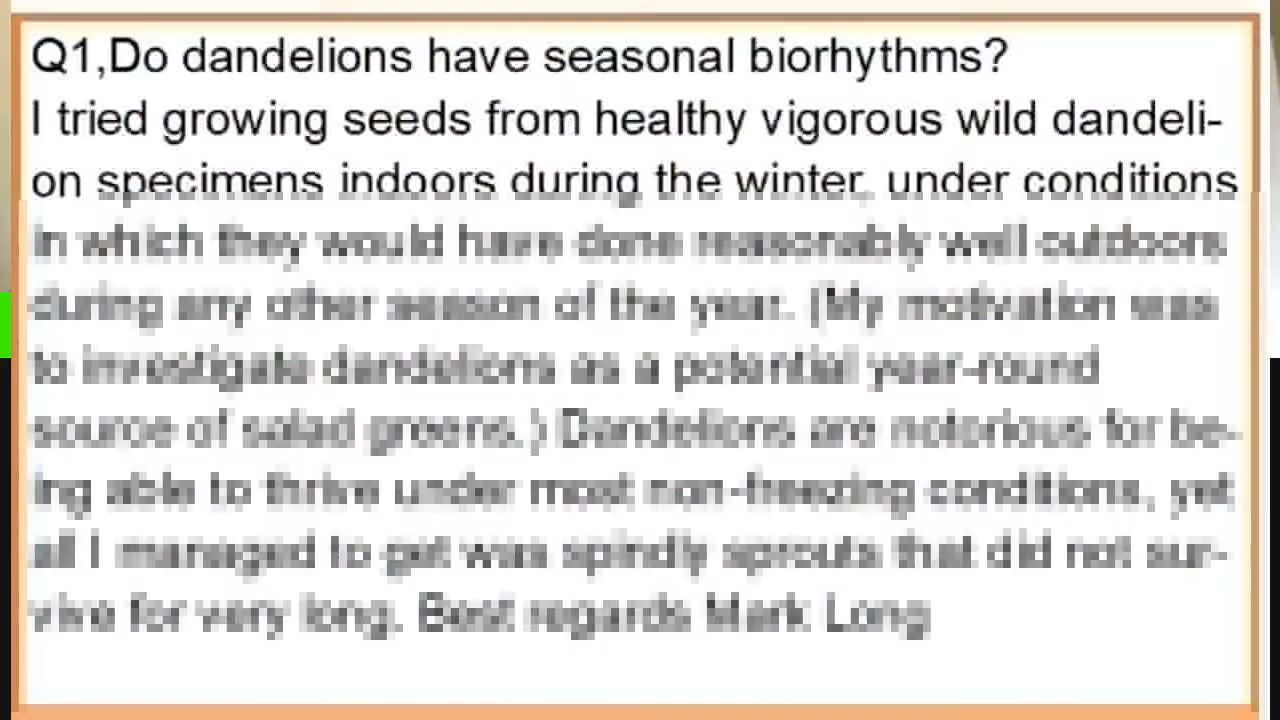 Q1,Do dandelions have seasonal biorhythms?
I tried growing seeds from healthy vigorous wild dandeli-
on specimens indoors during the winter, under conditions
in which they would have done reasonably well outdoors
during any other season of the year. (My motivation was
to investigate dandelions as a potential year-round
source of salad greens.) Dandelions are notorious for be-
ing able to thrive under most non-freezing conditions, yet
all I managed to get was spindly sprouts that did not sur-
vive for very long. Best regards Mark Long